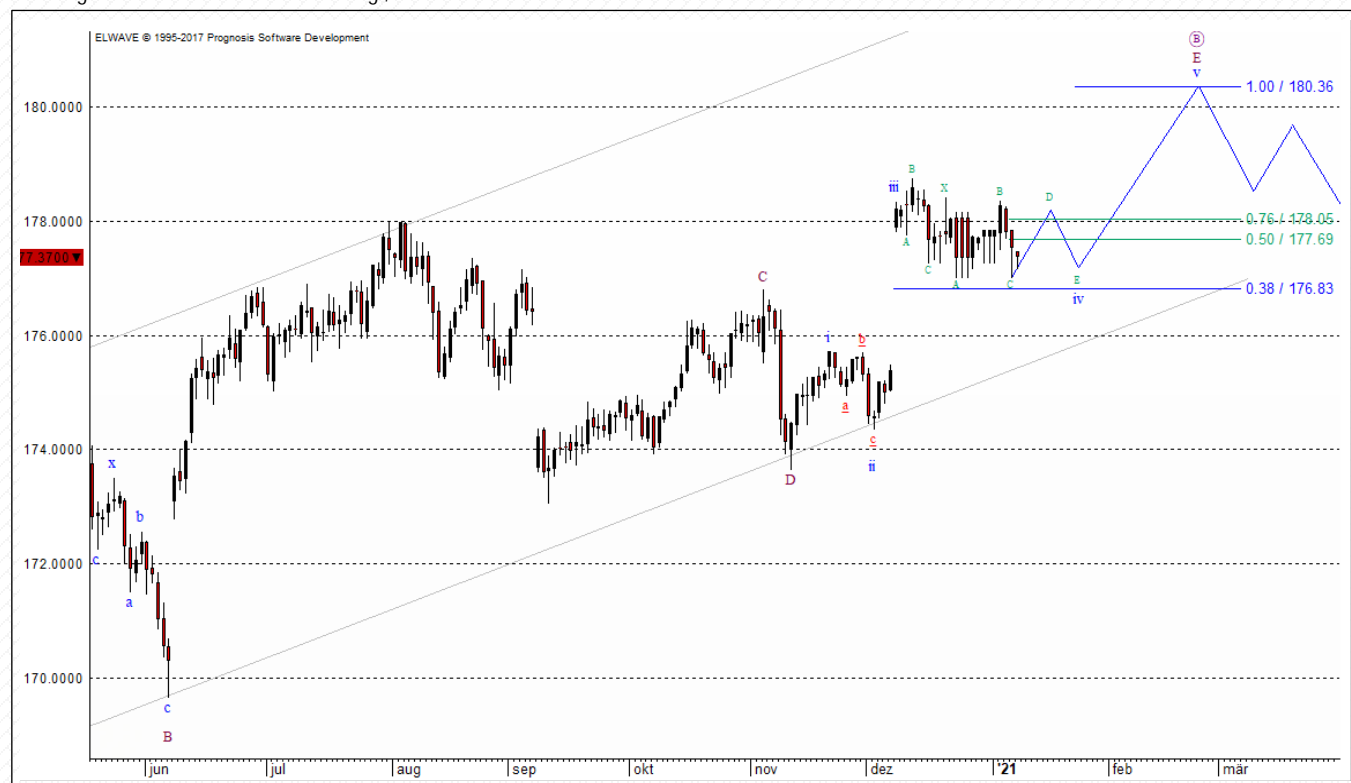 ELWAVE © 1995-2017 Prognosis Software Development
B
E
v
1.00 / 180.36
180.0000
iii
B
X
B
D
178.0000
0.76 / 178.05
0.50 / 177.69
A
C
A
C
E
77.3700▼
iv
0.38 / 176.83
C
176.0000
i
b
a
174.0000
c
ii
D
x
b
c
a
172.0000
170.0000
c
B
jun
jul
aug
sep
okt
nov
dez
'21
feb
mär